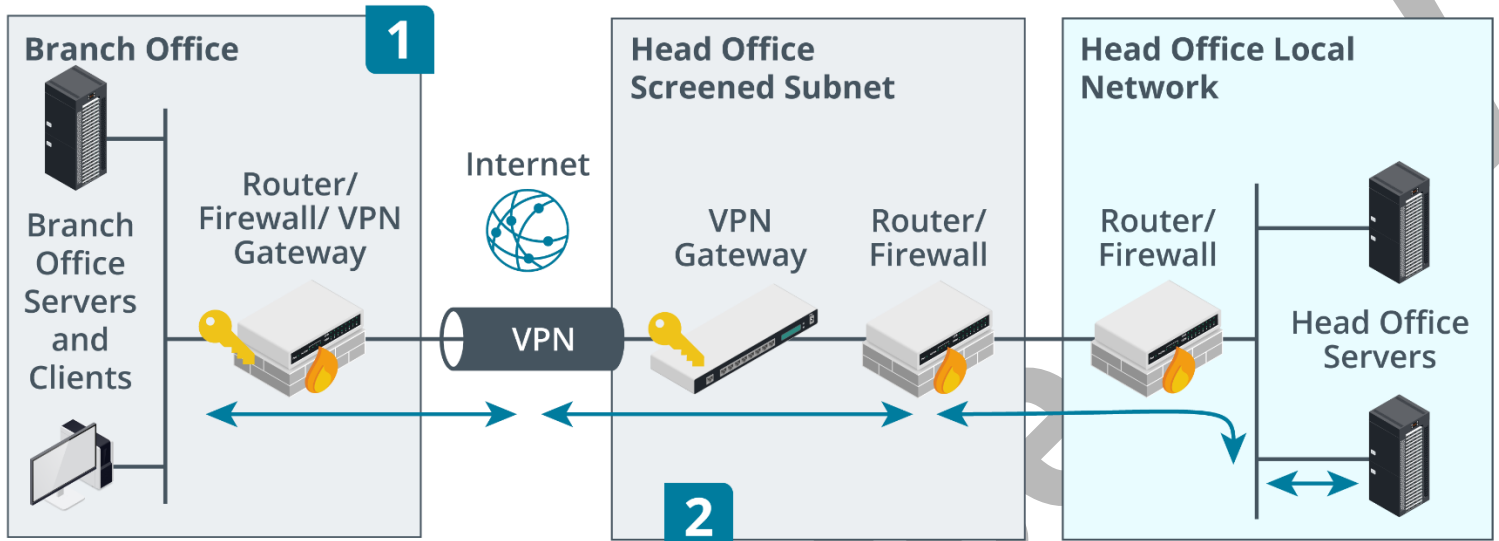 Branch Office
1
Branch
Office
Servers
and
Clients
Router/
Firewall/ VPN
Gateway
Internet
VPN
Head Office
Screened Subnet
VPN
Gateway
Router/
Firewall
2
Head Office Local
Network
Router/
Firewall
Head Office
Servers